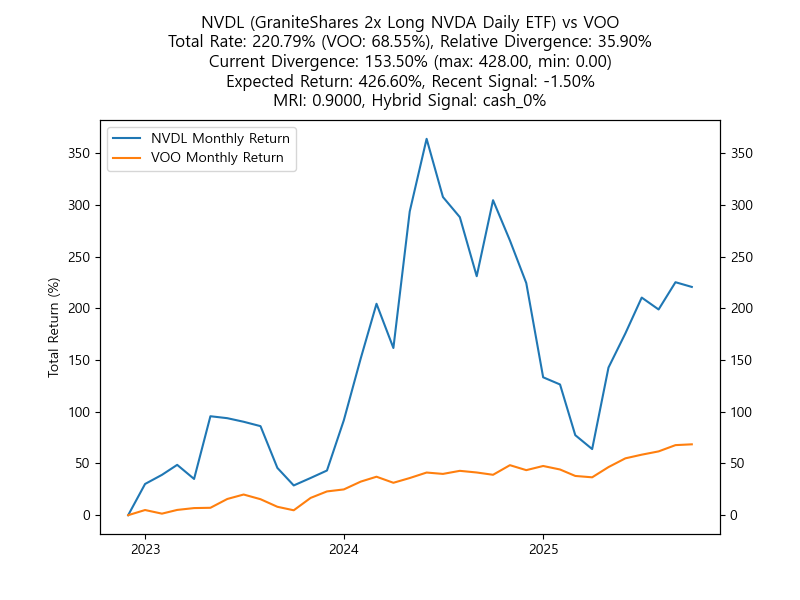 NVDL (GraniteShares 2x Long NVDA Daily ETF) vs VOO
Total Rate: 220.79% (VOO: 68.55%), Relative Divergence: 35.90%
Current Divergence: 153.50% (max: 428.00, min: 0.00)
Expected Return: 426.60%, Recent Signal: -1.50%
MRI: 0.9000, Hybrid Signal: cash_0%
NVDL Monthly Return
VOO Monthly Return
Total Return (%)
350 350
300 300
250 250
200 200
150 150
100 100
50 50
0 0
2023 2024 2025